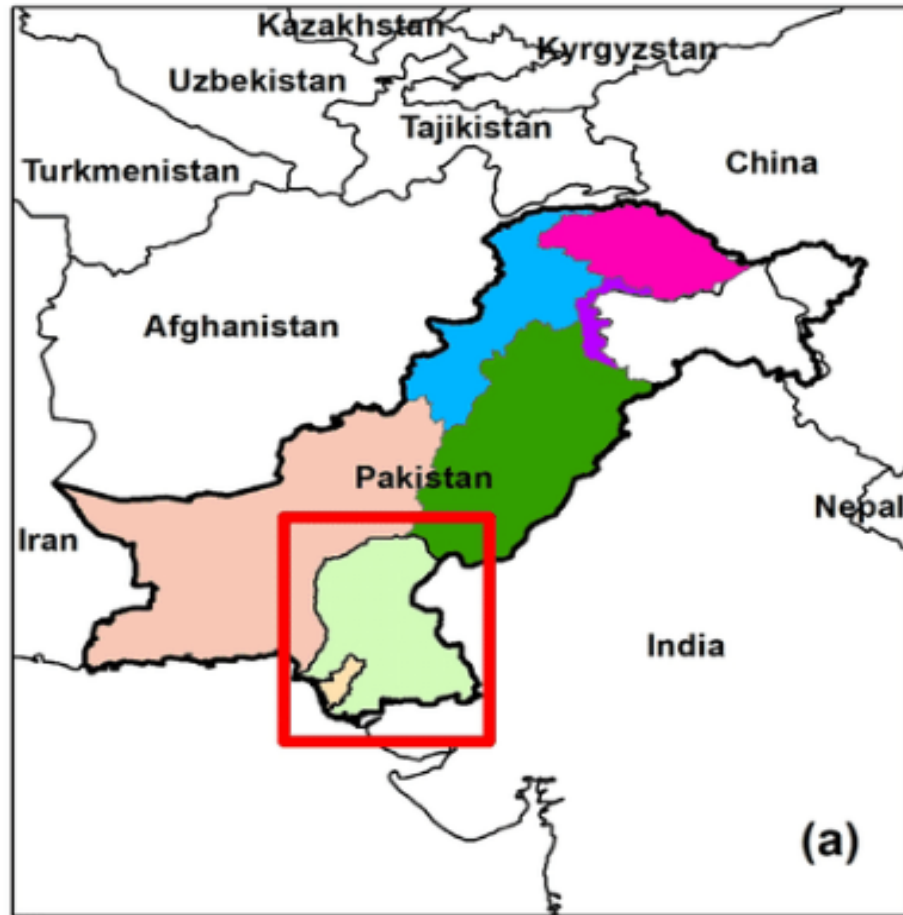 Kazakhstan
Kyrgyzstan
Uzbekistan
Tajikistan
China
Turkmenistan
Afghanistan
Pakistan
Nepal
Iran
India
(a)